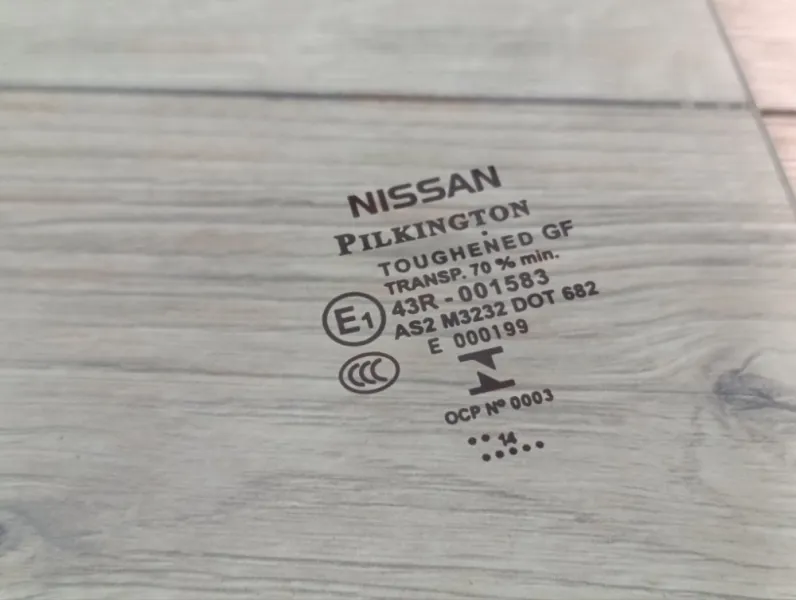 NISSAN
PILKINGTON
TOUGHENED GF
TRANSP. 70 % min.
E1 43R - 001583
AS2 M3232 DOT 682
E 000199
CCC
OCP Nº 0003
•• 14
•••••